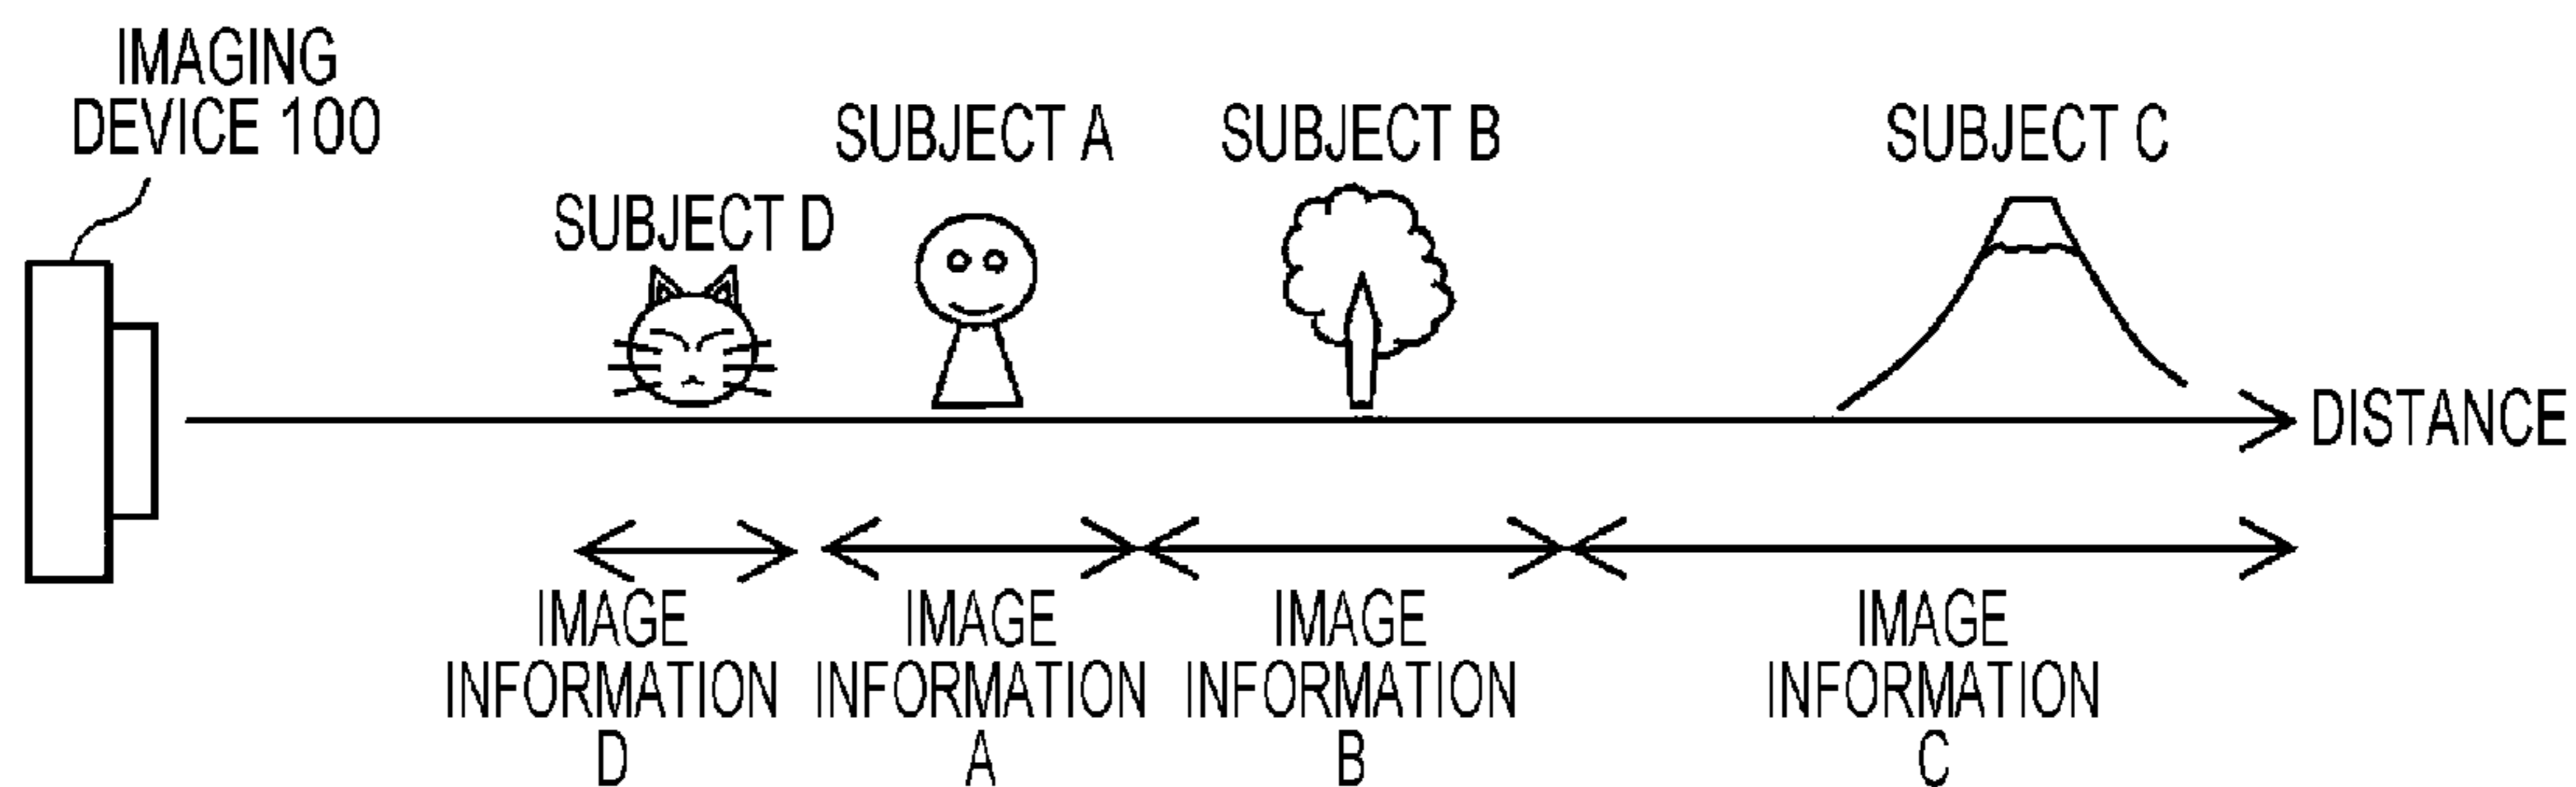 IMAGING
DEVICE 100
SUBJECT D
SUBJECT A
SUBJECT B
SUBJECT C
DISTANCE
IMAGE
INFORMATION
D
IMAGE
INFORMATION
A
IMAGE
INFORMATION
B
IMAGE
INFORMATION
C